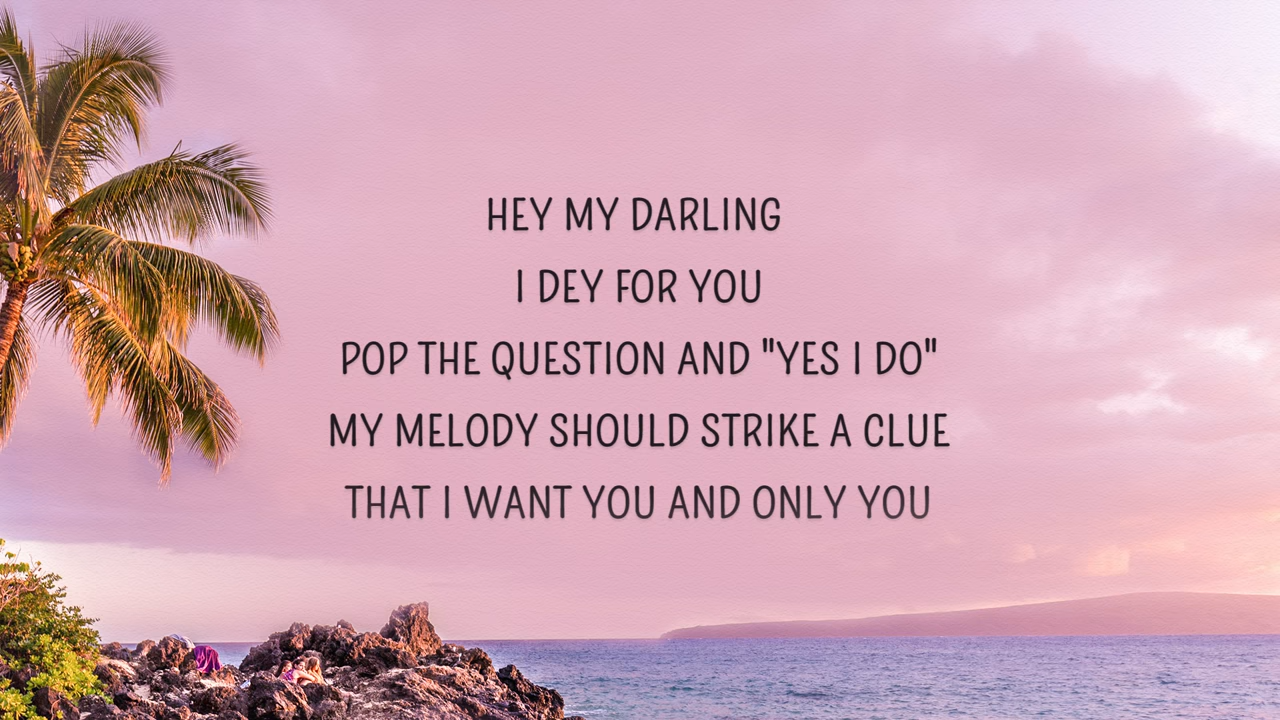 HEY MY DARLING
I DEY FOR YOU
POP THE QUESTION AND "YES I DO"
MY MELODY SHOULD STRIKE A CLUE
THAT I WANT YOU AND ONLY YOU